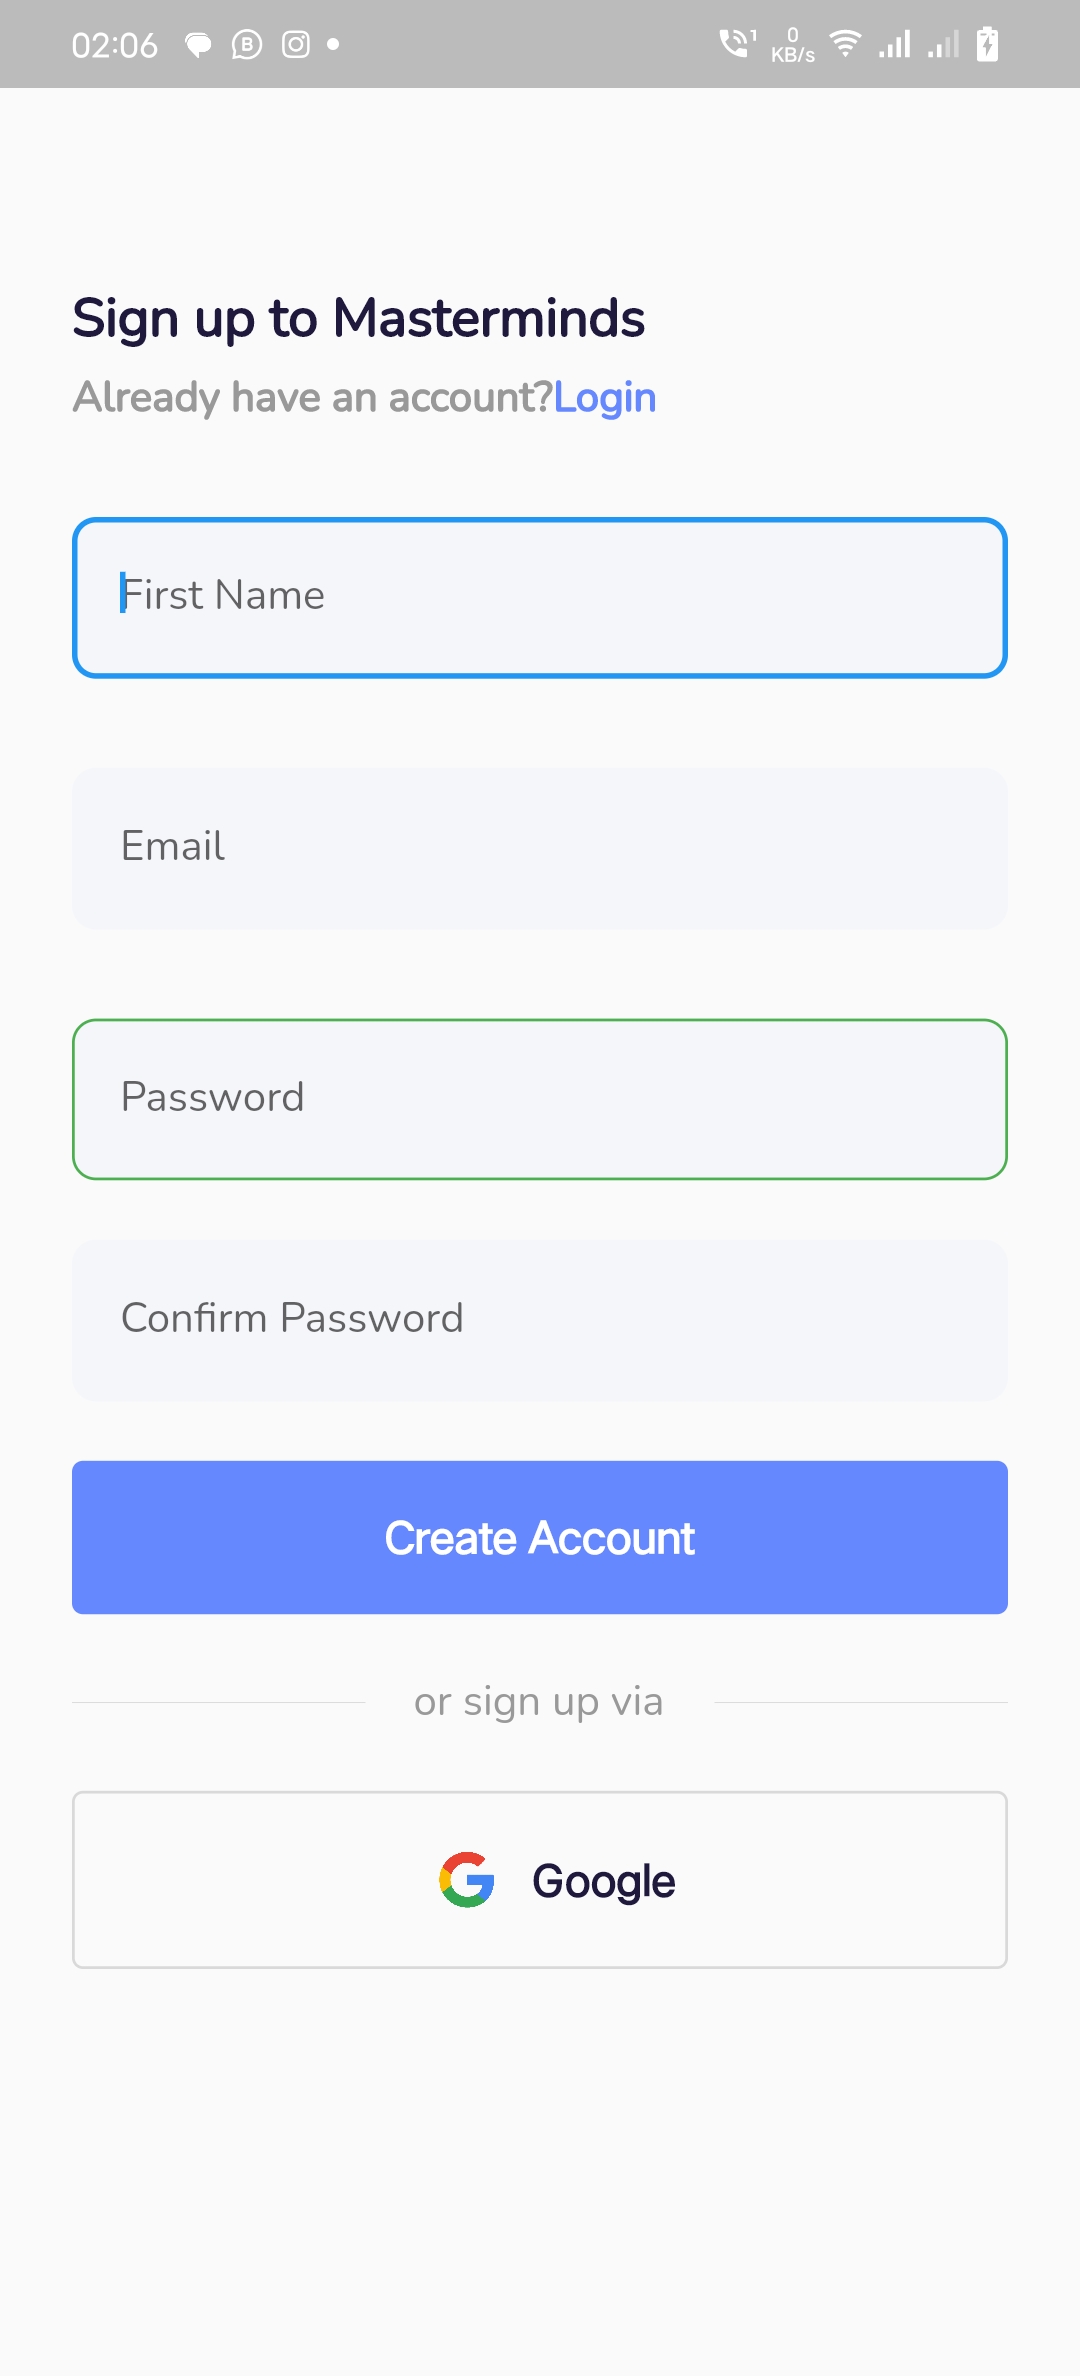 02:06
1
0
KB/s
Sign up to Masterminds
Already have an account?Login
First Name
Email
Password
Confirm Password
Create Account
or sign up via
Google